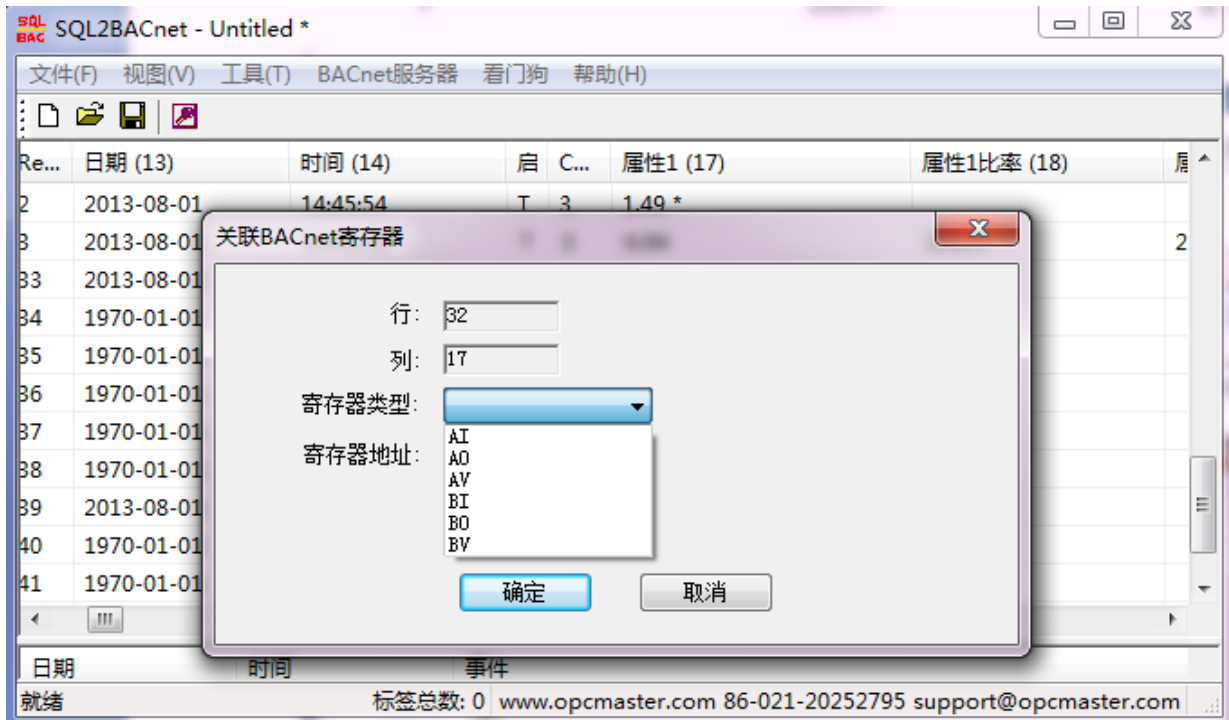 SQL BAC SQL2BACnet - Untitled *
文件(F) 视图(V) 工具(T) BACnet服务器 看门狗 帮助(H)
Re... 日期 (13) 时间 (14) 启 C... 属性1 (17) 属性1比率 (18)
2 2013-08-01 14:45:54 T 3 1.49 *
3 2013-08-01 2
关联BACnet寄存器
33 2013-08-01
34 1970-01-01
35 1970-01-01
36 1970-01-01
37 1970-01-01
38 1970-01-01
39 2013-08-01
40 1970-01-01
41 1970-01-01
行: 32
列: 17
寄存器类型:
寄存器地址:
AI
AO
AV
BI
BO
BV
确定 取消
日期 时间 事件
就绪 标签总数: 0 www.opcmaster.com 86-021-20252795 support@opcmaster.com